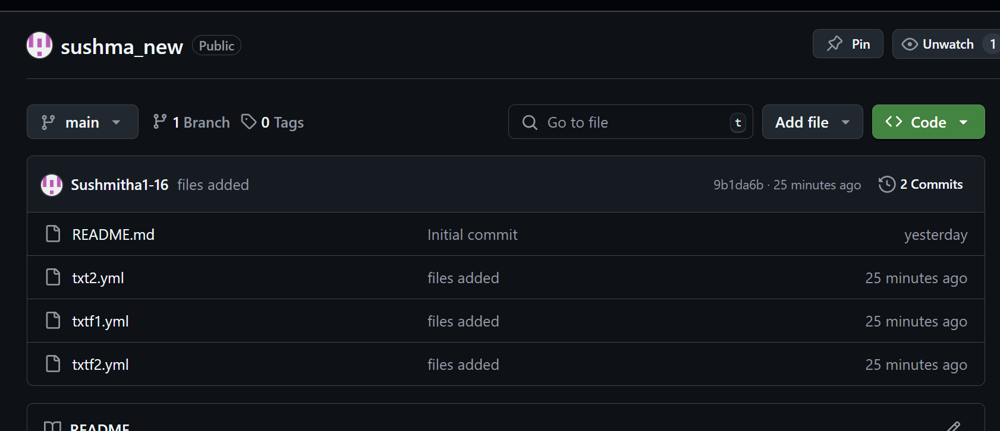 sushma_new Public Pin Unwatch 1
main 1 Branch 0 Tags Go to file t Add file Code
Sushmitha1-16 files added 9b1da6b · 25 minutes ago 2 Commits
README.md Initial commit yesterday
txt2.yml files added 25 minutes ago
txtf1.yml files added 25 minutes ago
txtf2.yml files added 25 minutes ago
README